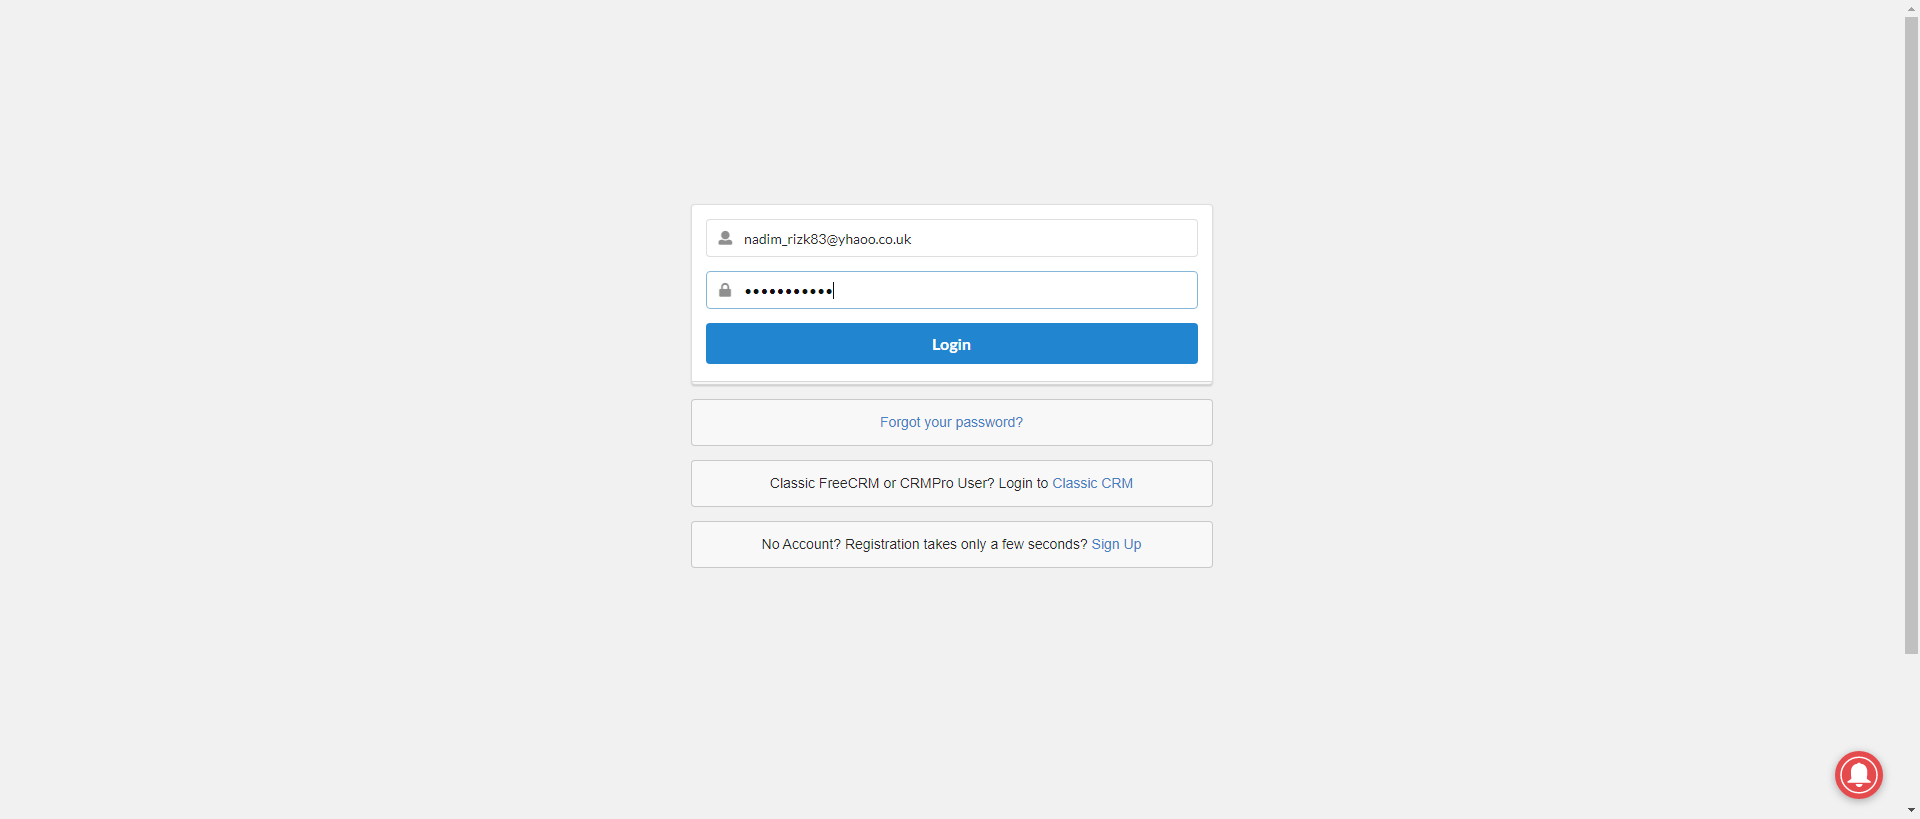 nadim_rizk83@yhaoo.co.uk
•••••••••••
Login
Forgot your password?
Classic FreeCRM or CRMPro User? Login to Classic CRM
No Account? Registration takes only a few seconds? Sign Up